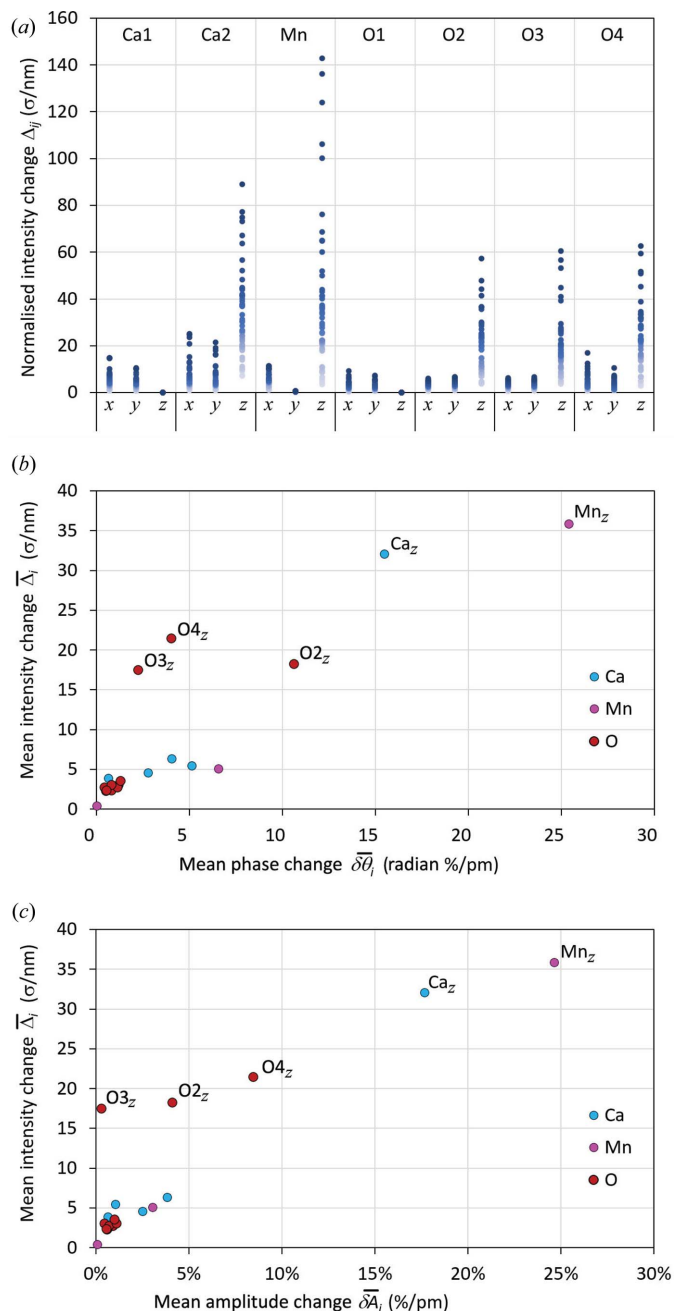 (a)
Ca1 Ca2 Mn O1 O2 O3 O4
Normalised intensity change Δij (σ/nm)
160
140
120
100
80
60
40
20
0
x y z x y z x y z x y z x y z x y z x y z
(b)
Mean intensity change Δ̅i (σ/nm)
40
35
30
25
20
15
10
5
0
Mnz
Caz
O4z
O3z
O2z
Ca
Mn
O
0 5 10 15 20 25 30
Mean phase change δθ̅i (radian %/pm)
(c)
Mean intensity change Δ̅i (σ/nm)
40
35
30
25
20
15
10
5
0
Mnz
Caz
O4z
O3z
O2z
Ca
Mn
O
0% 5% 10% 15% 20% 25% 30%
Mean amplitude change δA̅i (%/pm)